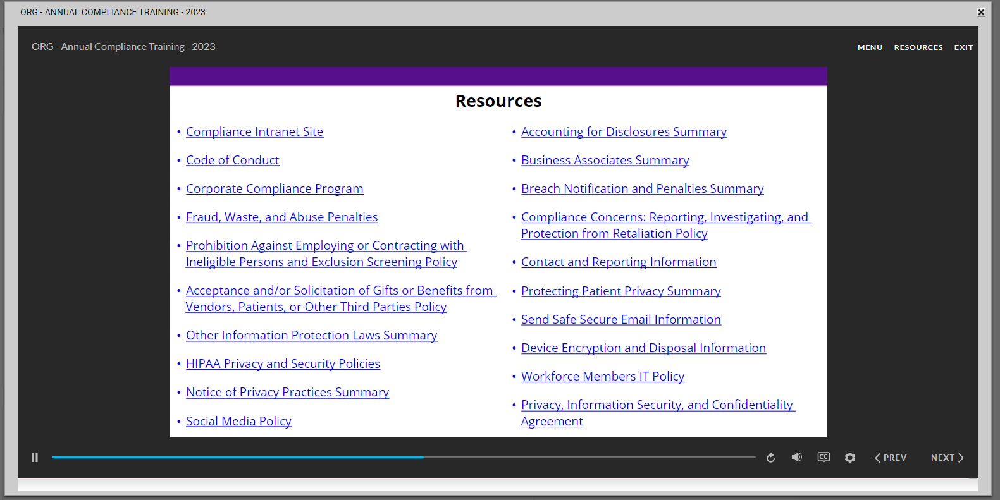 ORG - ANNUAL COMPLIANCE TRAINING - 2023
ORG - Annual Compliance Training - 2023
MENU RESOURCES EXIT
Resources
• Compliance Intranet Site
• Code of Conduct
• Corporate Compliance Program
• Fraud, Waste, and Abuse Penalties
• Prohibition Against Employing or Contracting with
Ineligible Persons and Exclusion Screening Policy
• Acceptance and/or Solicitation of Gifts or Benefits from
Vendors, Patients, or Other Third Parties Policy
• Other Information Protection Laws Summary
• HIPAA Privacy and Security Policies
• Notice of Privacy Practices Summary
• Social Media Policy
• Accounting for Disclosures Summary
• Business Associates Summary
• Breach Notification and Penalties Summary
• Compliance Concerns: Reporting, Investigating, and
Protection from Retaliation Policy
• Contact and Reporting Information
• Protecting Patient Privacy Summary
• Send Safe Secure Email Information
• Device Encryption and Disposal Information
• Workforce Members IT Policy
• Privacy, Information Security, and Confidentiality
Agreement
CC PREV NEXT